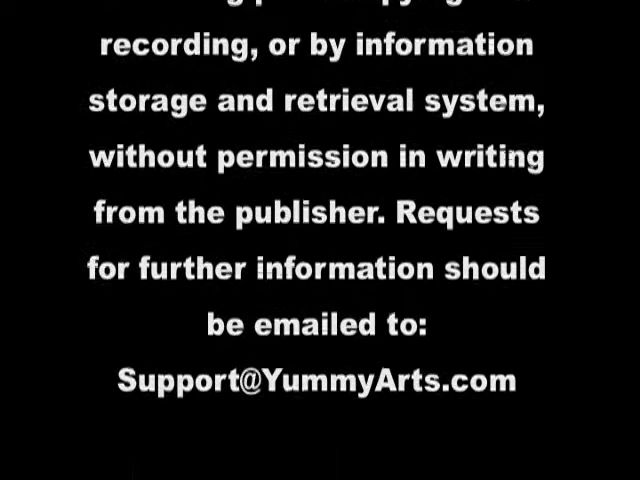 recording, or by information
storage and retrieval system,
without permission in writing
from the publisher. Requests
for further information should
be emailed to:
Support@YummyArts.com